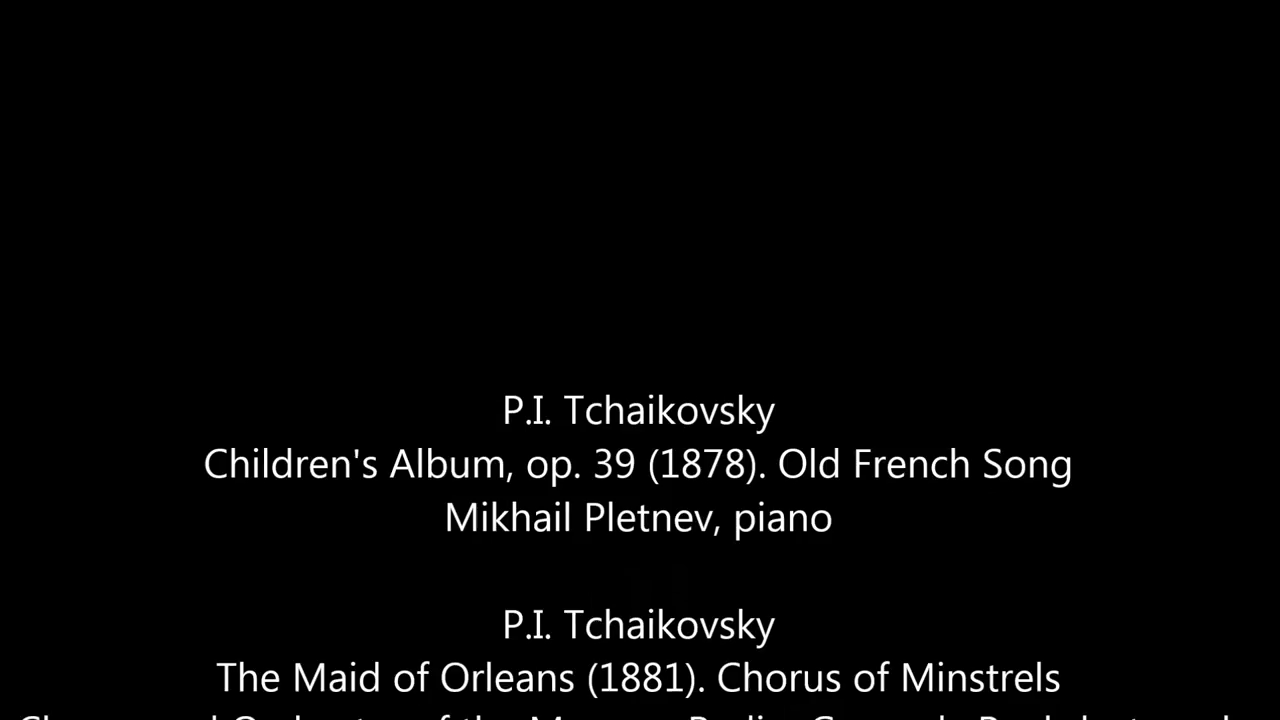 P.I. Tchaikovsky
Children's Album, op. 39 (1878). Old French Song
Mikhail Pletnev, piano
P.I. Tchaikovsky
The Maid of Orleans (1881). Chorus of Minstrels